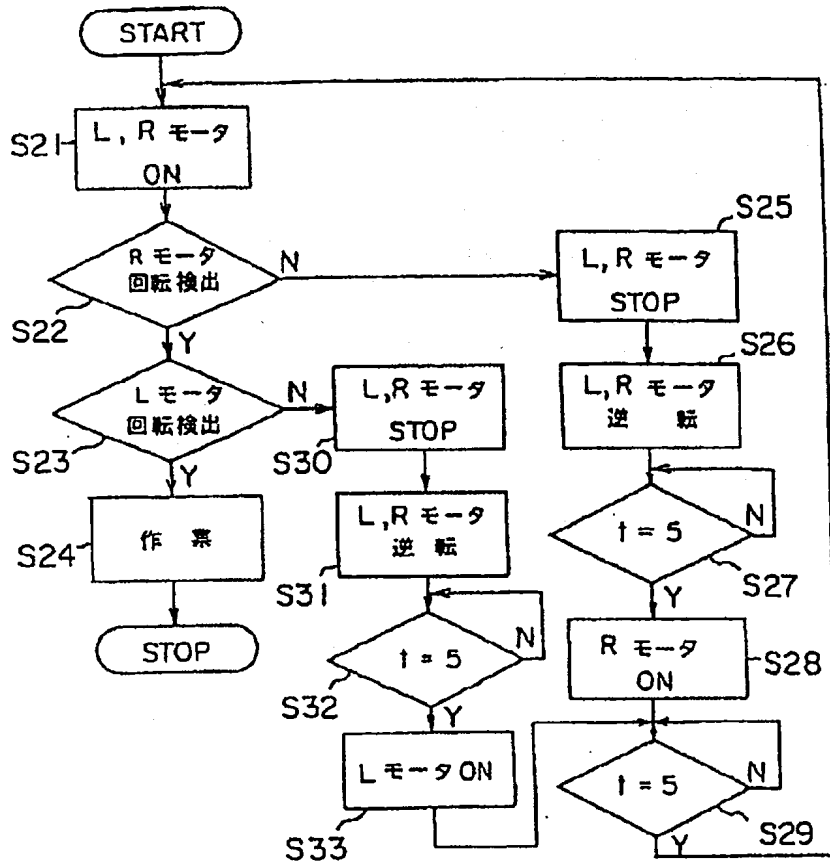 START
S21
L, R モータ
ON
S22
R モータ
回転検出
N
Y
S23
L モータ
回転検出
N
Y
S24
作 業
STOP
S30
L,R モータ
STOP
S31
L,R モータ
逆 転
S32
t = 5
N
Y
S33
L モータ ON
S25
L,R モータ
STOP
S26
L,R モータ
逆 転
S27
t = 5
N
Y
S28
R モータ
ON
S29
t = 5
N
Y